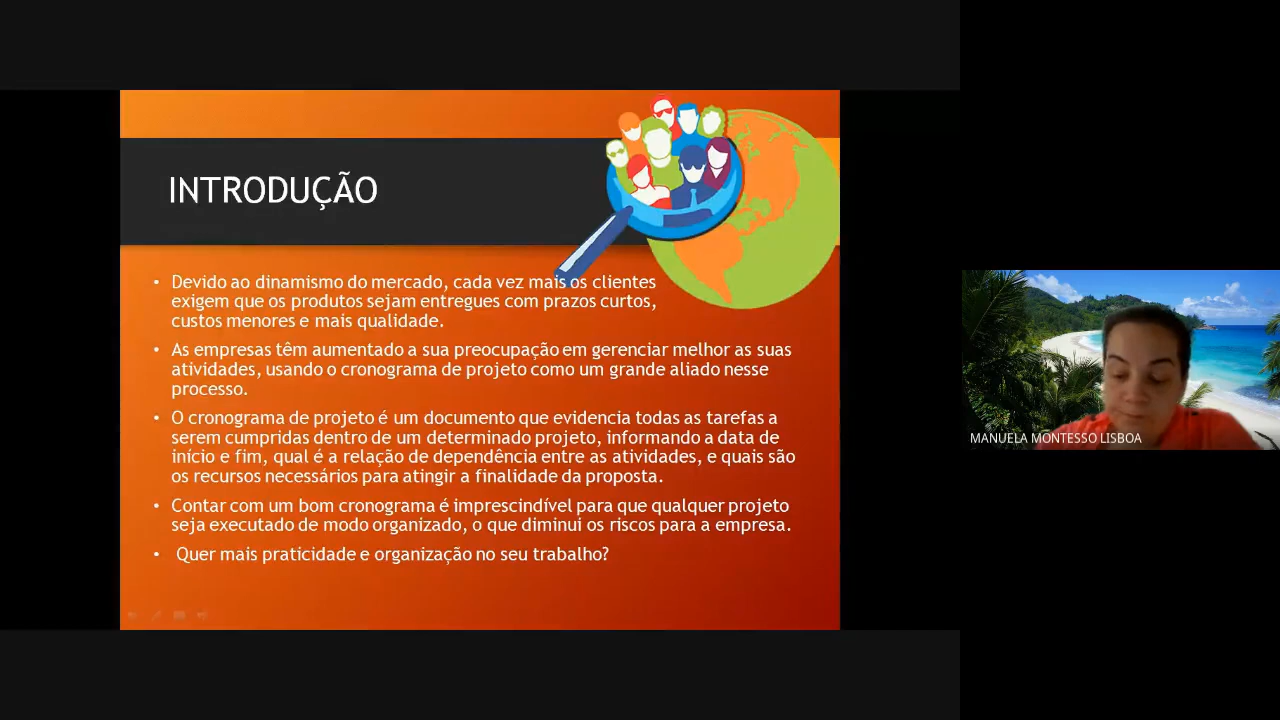 INTRODUÇÃO
• Devido ao dinamismo do mercado, cada vez mais os clientes
exigem que os produtos sejam entregues com prazos curtos,
custos menores e mais qualidade.
• As empresas têm aumentado a sua preocupação em gerenciar melhor as suas
atividades, usando o cronograma de projeto como um grande aliado nesse
processo.
• O cronograma de projeto é um documento que evidencia todas as tarefas a
serem cumpridas dentro de um determinado projeto, informando a data de
início e fim, qual é a relação de dependência entre as atividades, e quais são
os recursos necessários para atingir a finalidade da proposta.
• Contar com um bom cronograma é imprescindível para que qualquer projeto
seja executado de modo organizado, o que diminui os riscos para a empresa.
• Quer mais praticidade e organização no seu trabalho?
MANUELA MONTESSO LISBOA